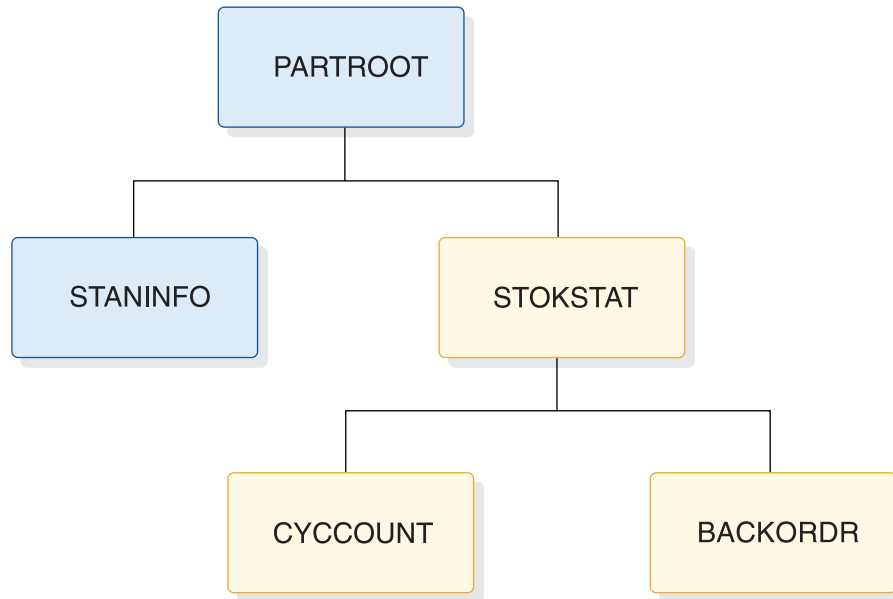 PARTROOT
STANINFO
STOKSTAT
CYCCOUNT
BACKORDR